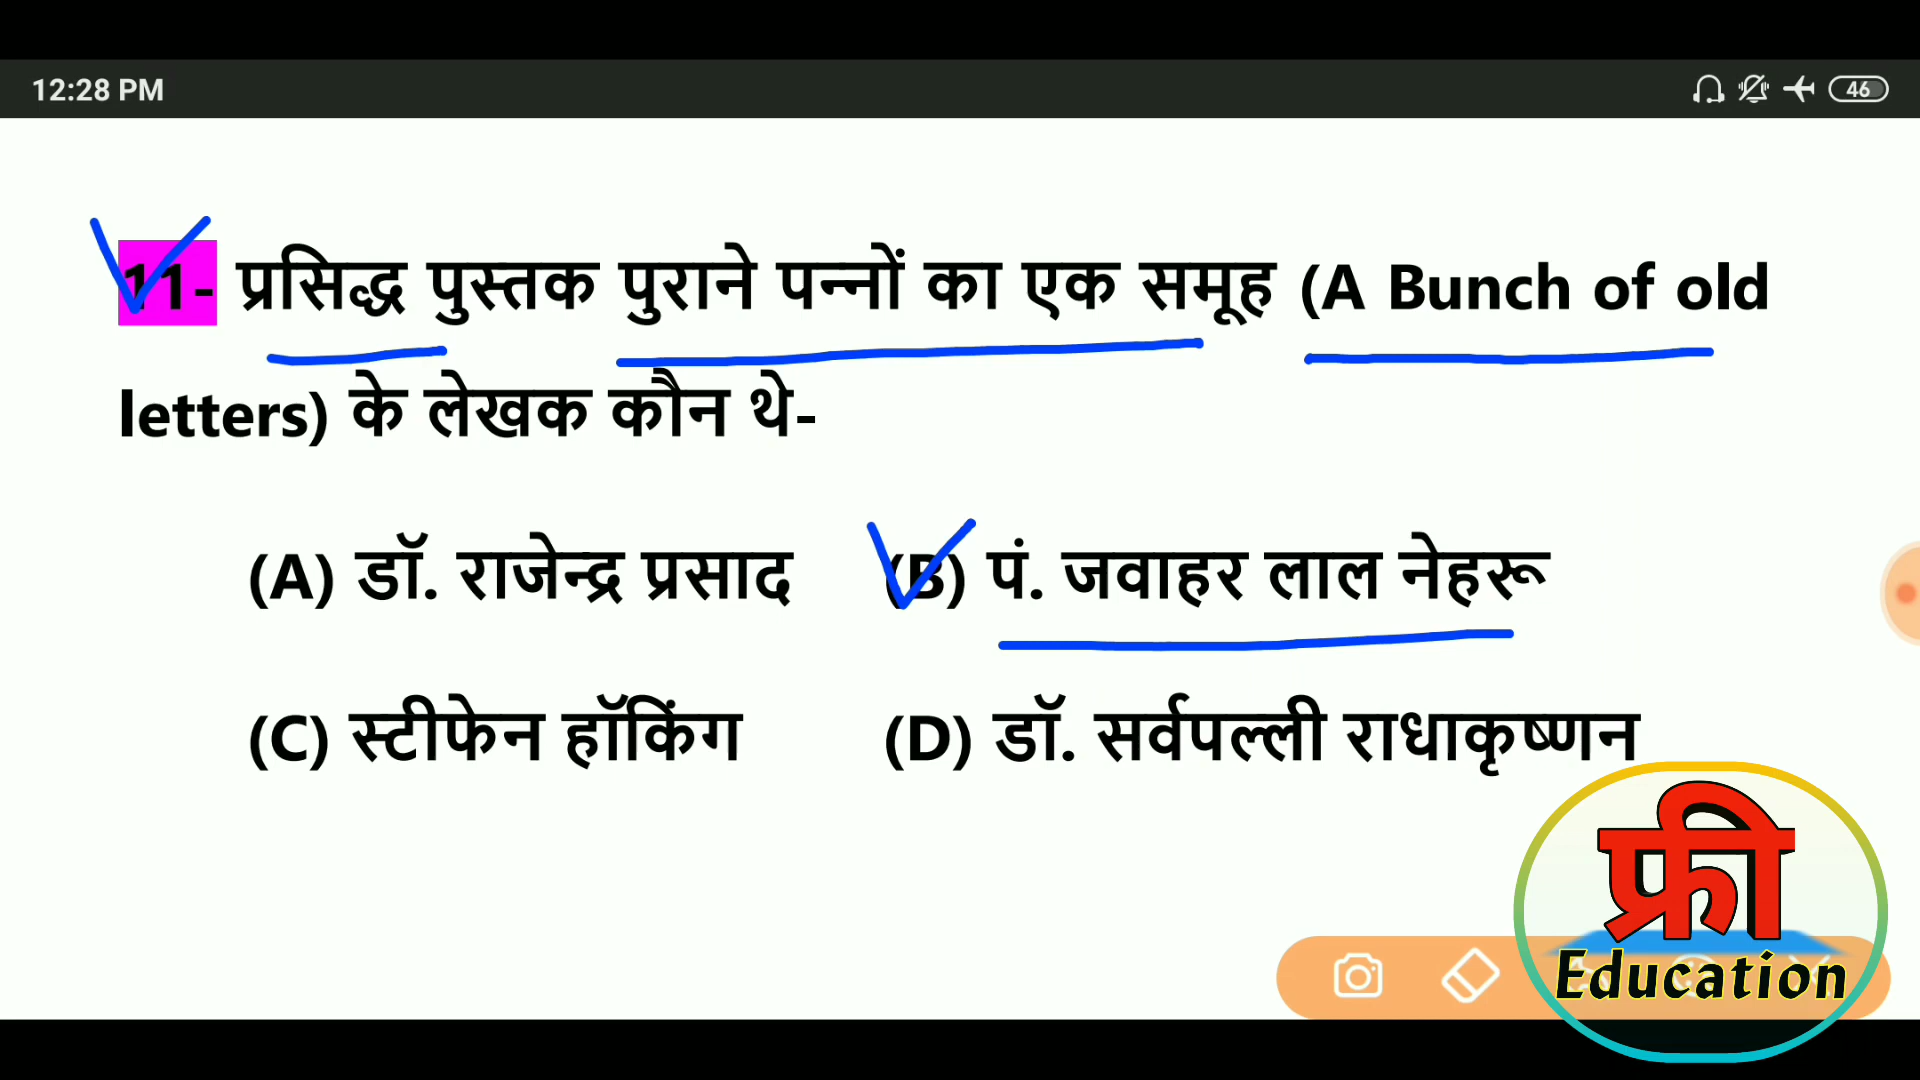 12:28 PM
46
11- प्रसिद्ध पुस्तक पुराने पन्नों का एक समूह (A Bunch of old
letters) के लेखक कौन थे-
(A) डॉ. राजेन्द्र प्रसाद (B) पं. जवाहर लाल नेहरू
(C) स्टीफेन हॉकिंग (D) डॉ. सर्वपल्ली राधाकृष्णन
फ्री
Education